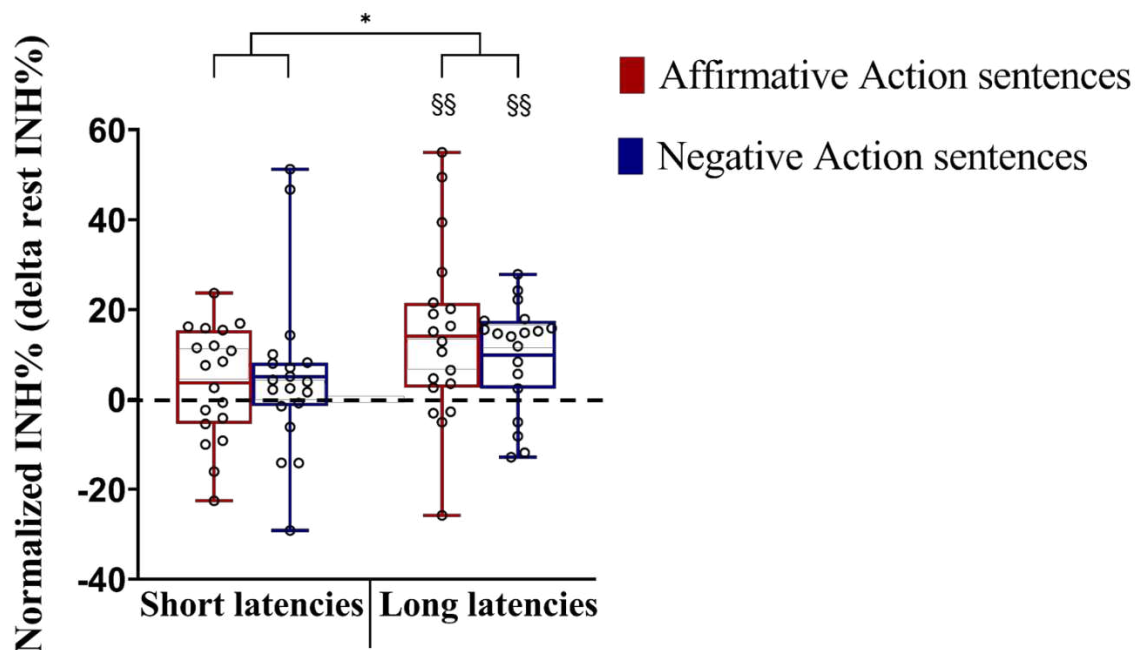 *
§§ §§
Affirmative Action sentences
Negative Action sentences
Normalized INH% (delta rest INH%)
60
40
20
0
-20
-40
Short latencies
Long latencies